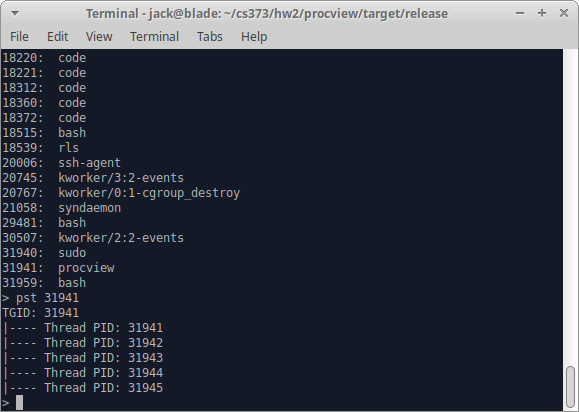 Terminal - jack@blade: ~/cs373/hw2/procview/target/release
File Edit View Terminal Tabs Help
18220:  code
18221:  code
18312:  code
18360:  code
18372:  code
18515:  bash
18539:  rls
20006:  ssh-agent
20745:  kworker/3:2-events
20767:  kworker/0:1-cgroup_destroy
21058:  syndaemon
29481:  bash
30507:  kworker/2:2-events
31940:  sudo
31941:  procview
31959:  bash
> pst 31941
TGID: 31941
|---- Thread PID: 31941
|---- Thread PID: 31942
|---- Thread PID: 31943
|---- Thread PID: 31944
|---- Thread PID: 31945
>